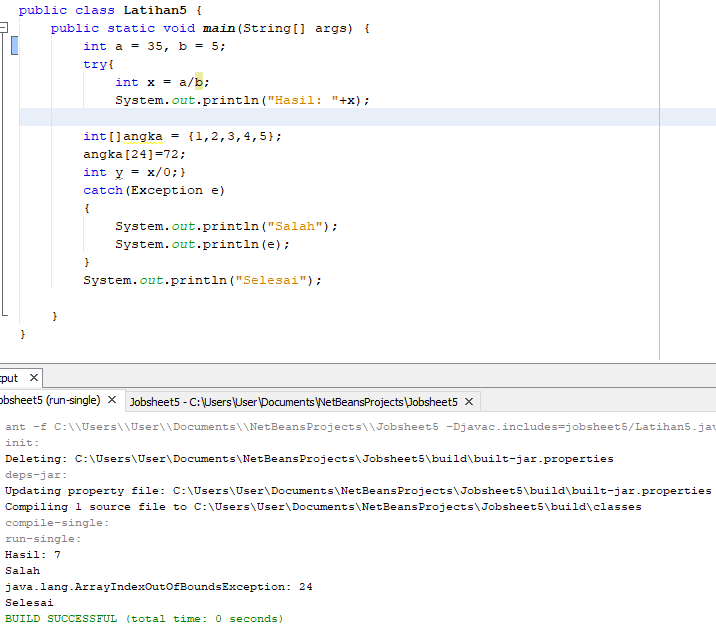 public class Latihan5 {
public static void main(String[] args) {
int a = 35, b = 5;
try{
int x = a/b;
System.out.println("Hasil: "+x);
int[]angka = {1,2,3,4,5};
angka[24]=72;
int y = x/0;}
catch(Exception e)
{
System.out.println("Salah");
System.out.println(e);
}
System.out.println("Selesai");
}
}
tput
obsheet5 (run-single) Jobsheet5 - C:\Users\User\Documents\NetBeansProjects\Jobsheet5
ant -f C:\\Users\\User\\Documents\\NetBeansProjects\\Jobsheet5 -Djavac.includes=jobsheet5/Latihan5.jav
init:
Deleting: C:\Users\User\Documents\NetBeansProjects\Jobsheet5\build\built-jar.properties
deps-jar:
Updating property file: C:\Users\User\Documents\NetBeansProjects\Jobsheet5\build\built-jar.properties
Compiling 1 source file to C:\Users\User\Documents\NetBeansProjects\Jobsheet5\build\classes
compile-single:
run-single:
Hasil: 7
Salah
java.lang.ArrayIndexOutOfBoundsException: 24
Selesai
BUILD SUCCESSFUL (total time: 0 seconds)